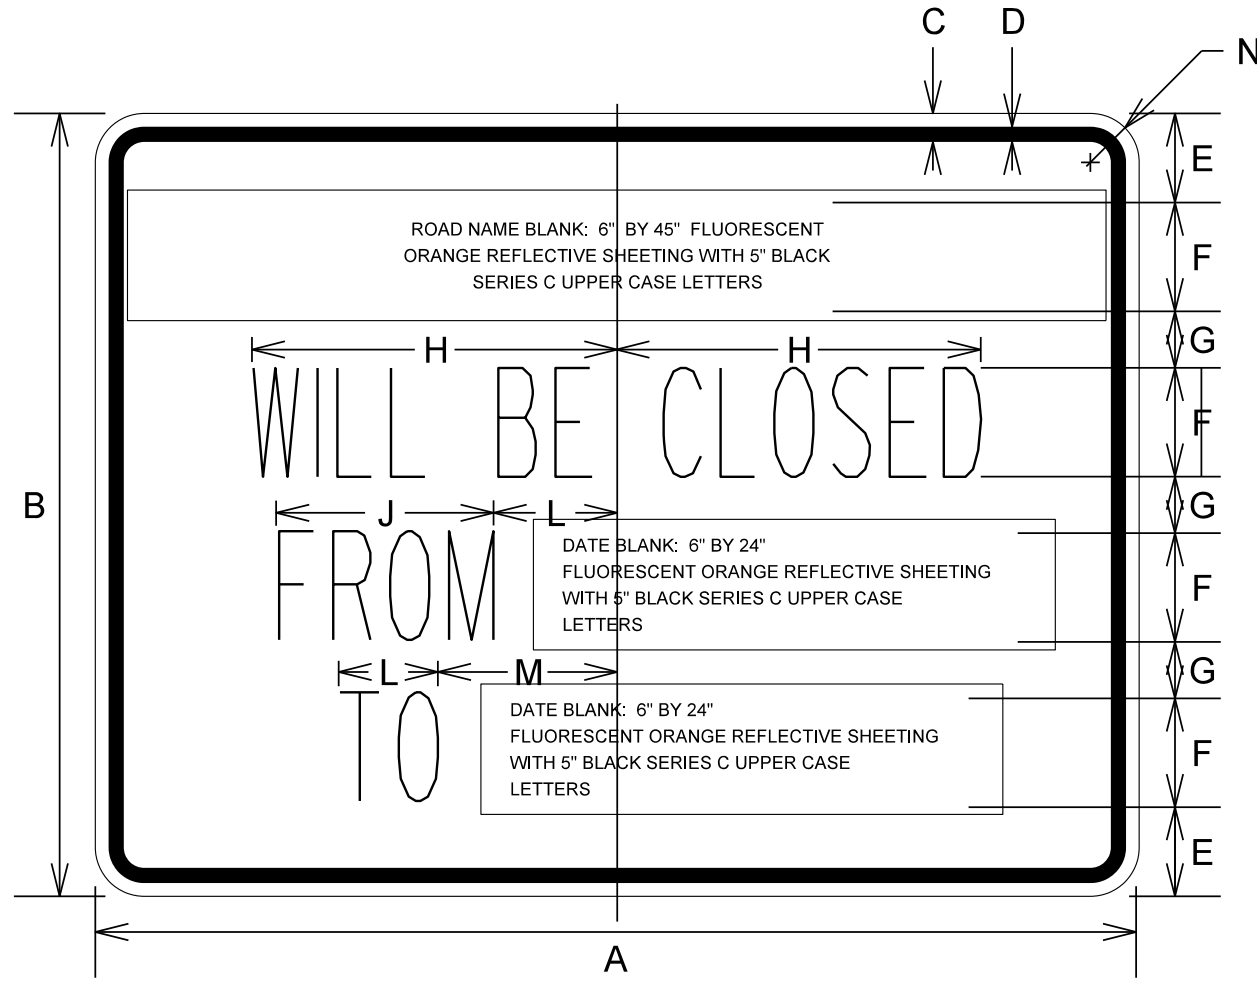 C D
N
E
ROAD NAME BLANK: 6" BY 45" FLUORESCENT
ORANGE REFLECTIVE SHEETING WITH 5" BLACK
SERIES C UPPER CASE LETTERS
F
H H G
WILL BE CLOSED
F
B
J L G
FROM
DATE BLANK: 6" BY 24"
FLUORESCENT ORANGE REFLECTIVE SHEETING
WITH 5" BLACK SERIES C UPPER CASE
LETTERS
F
L M G
TO
DATE BLANK: 6" BY 24"
FLUORESCENT ORANGE REFLECTIVE SHEETING
WITH 5" BLACK SERIES C UPPER CASE
LETTERS
F
E
A